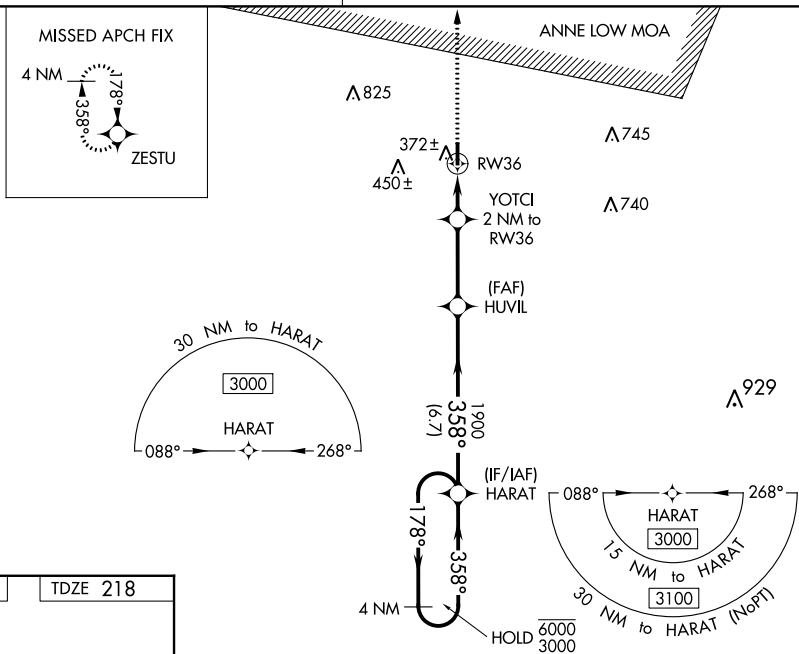 MISSED APCH FIX
4 NM
178°
358°
ZESTU
ANNE LOW MOA
825
745
372±
RW36
450±
740
YOTCI
2 NM to
RW36
(FAF)
HUVIL
30 NM to HARAT
3000
HARAT
088°
268°
929
1900
358°
(6.7)
(IF/IAF)
HARAT
178°
358°
4 NM
HOLD 6000
3000
088°
268°
HARAT
3000
15 NM to HARAT
3100
30 NM to HARAT (NoPT)
TDZE 218